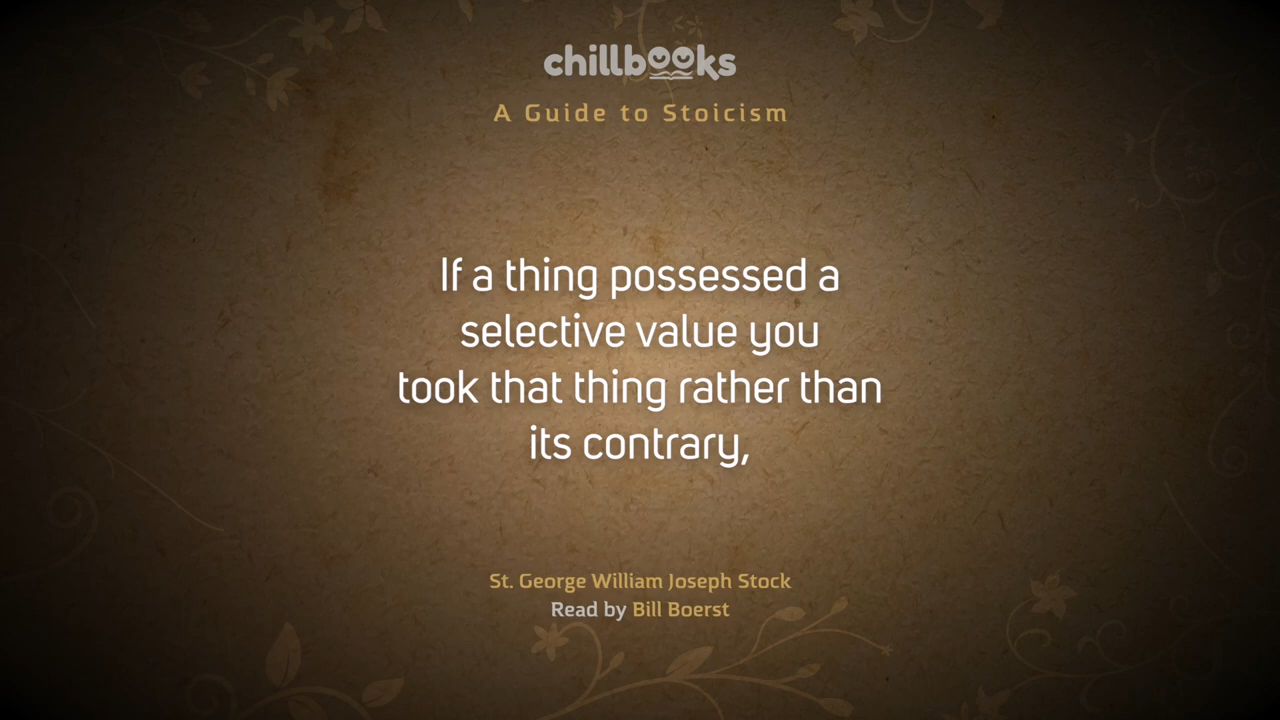 chillbooks
A Guide to Stoicism
If a thing possessed a
selective value you
took that thing rather than
its contrary,
St. George William Joseph Stock
Read by Bill Boerst